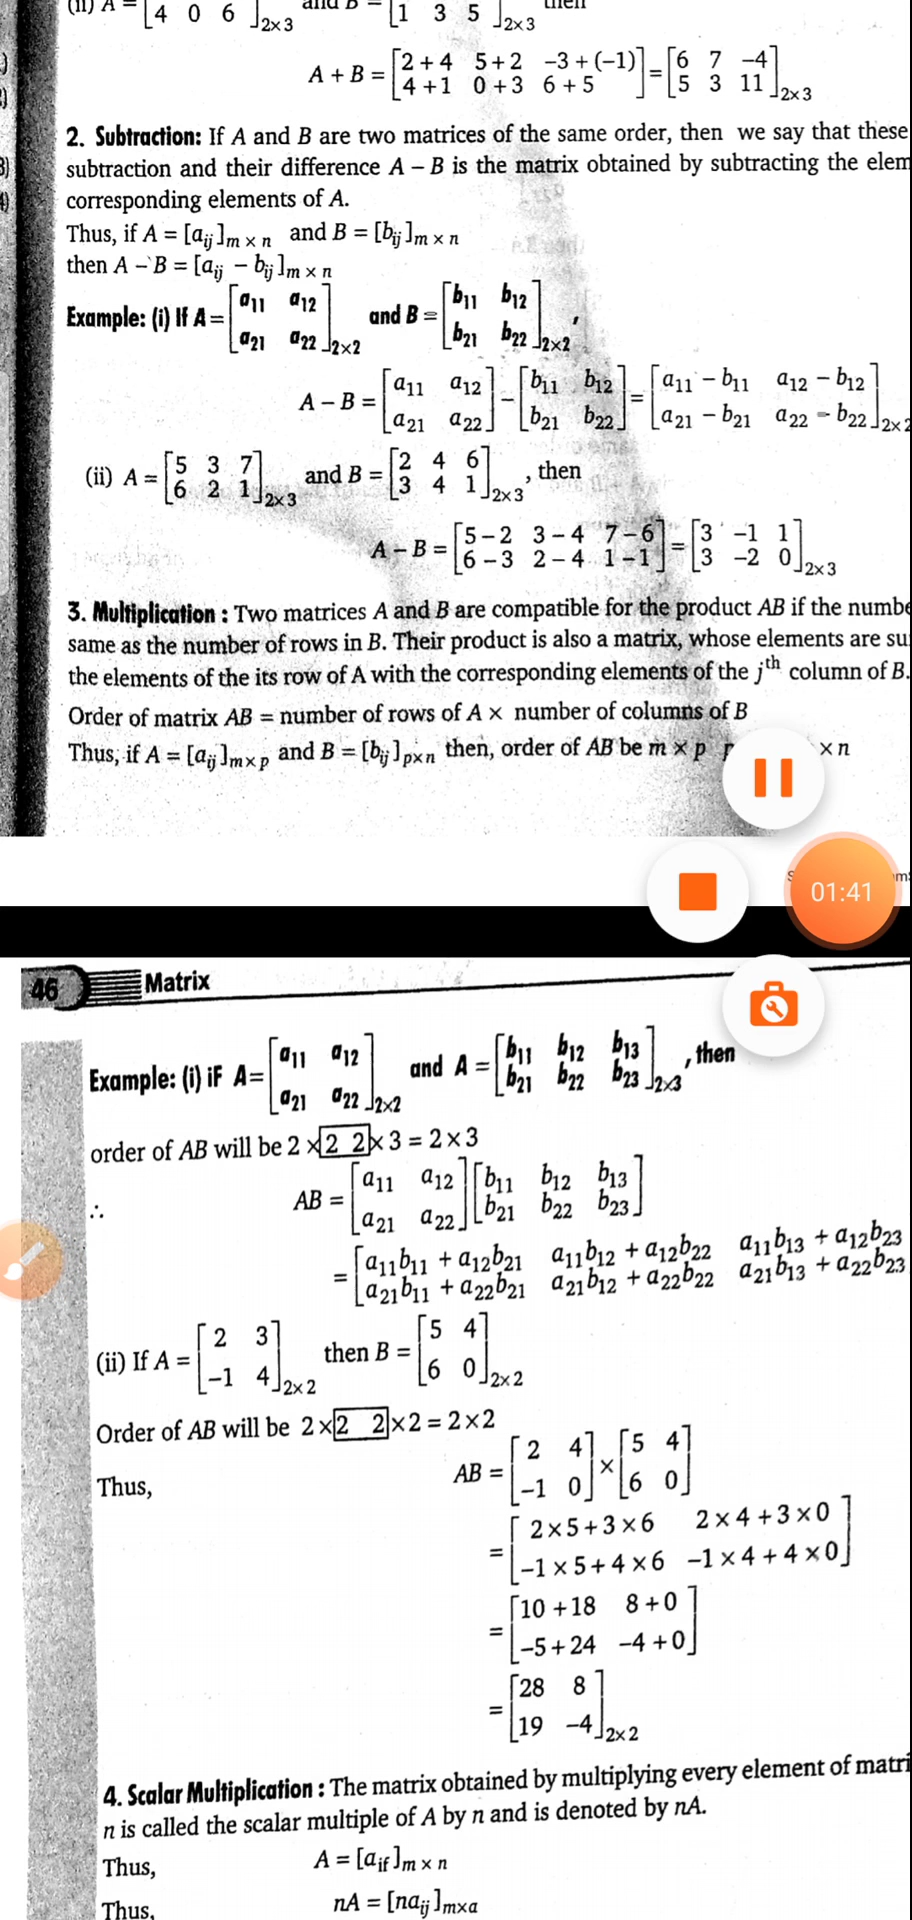 (ii) A = [4 0 6]2×3 and B = [1 3 5]2×3 then
A + B = [2 + 4 5 + 2 −3 + (−1) / 4 + 1 0 + 3 6 + 5] = [6 7 −4 / 5 3 11]2×3
2. Subtraction: If A and B are two matrices of the same order, then we say that these
subtraction and their difference A − B is the matrix obtained by subtracting the elem
corresponding elements of A.
Thus, if A = [aij]m × n and B = [bij]m × n
then A − B = [aij − bij]m × n
Example: (i) If A = [a11 a12 / a21 a22]2×2 and B = [b11 b12 / b21 b22]2×2,
A − B = [a11 a12 / a21 a22] − [b11 b12 / b21 b22] = [a11 − b11 a12 − b12 / a21 − b21 a22 − b22]2×2
(ii) A = [5 3 7 / 6 2 1]2×3 and B = [2 4 6 / 3 4 1]2×3, then
A − B = [5 − 2 3 − 4 7 − 6 / 6 − 3 2 − 4 1 − 1] = [3 −1 1 / 3 −2 0]2×3
3. Multiplication : Two matrices A and B are compatible for the product AB if the numbe
same as the number of rows in B. Their product is also a matrix, whose elements are su
the elements of the its row of A with the corresponding elements of the jth column of B.
Order of matrix AB = number of rows of A × number of columns of B
Thus, if A = [aij]m×p and B = [bij]p×n then, order of AB be m × p p × n
01:41
46 Matrix
Example: (i) iF A= [a11 a12 / a21 a22]2×2 and A = [b11 b12 b13 / b21 b22 b23]2×3, then
order of AB will be 2 × 2 2 × 3 = 2 × 3
∴ AB = [a11 a12 / a21 a22] [b11 b12 b13 / b21 b22 b23]
= [a11b11 + a12b21 a11b12 + a12b22 a11b13 + a12b23 / a21b11 + a22b21 a21b12 + a22b22 a21b13 + a22b23
(ii) If A = [2 3 / −1 4]2×2 then B = [5 4 / 6 0]2×2
Order of AB will be 2 × 2 2 × 2 = 2 × 2
Thus, AB = [2 4 / −1 0] × [5 4 / 6 0]
= [2 × 5 + 3 × 6 2 × 4 + 3 × 0 / −1 × 5 + 4 × 6 −1 × 4 + 4 × 0]
= [10 + 18 8 + 0 / −5 + 24 −4 + 0]
= [28 8 / 19 −4]2×2
4. Scalar Multiplication : The matrix obtained by multiplying every element of matri
n is called the scalar multiple of A by n and is denoted by nA.
Thus, A = [aif]m × n
Thus, nA = [naij]m×a